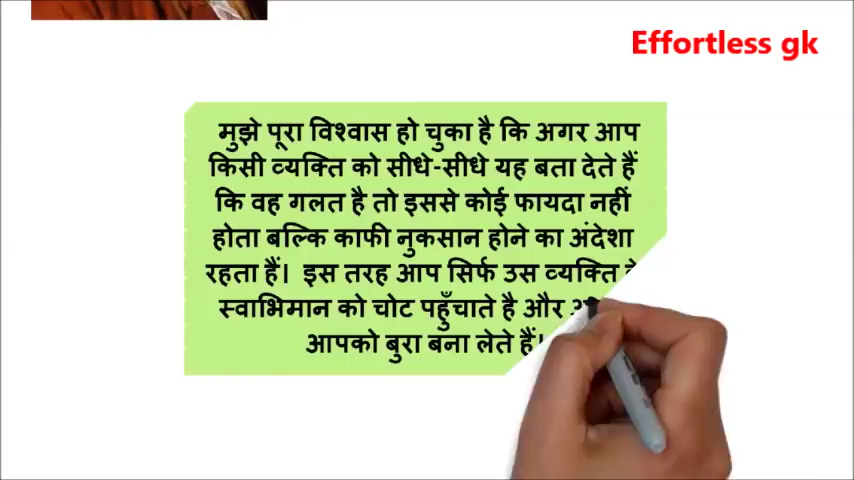 Effortless gk
मुझे पूरा विश्वास हो चुका है कि अगर आप
किसी व्यक्ति को सीधे-सीधे यह बता देते हैं
कि वह गलत है तो इससे कोई फायदा नहीं
होता बल्कि काफी नुकसान होने का अंदेशा
रहता हैं। इस तरह आप सिर्फ उस व्यक्ति
स्वाभिमान को चोट पहुँचाते है और
आपको बुरा बना लेते हैं।